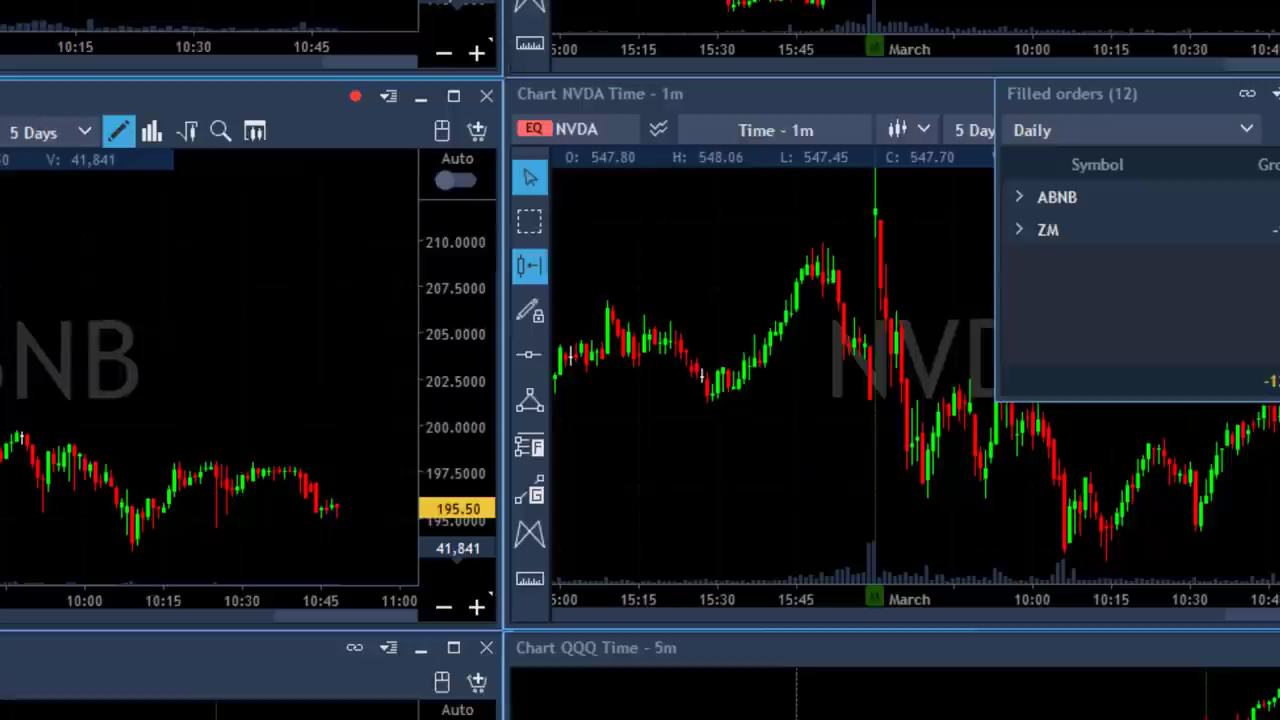 10:15 10:30 10:45
15:15 15:30 15:45 March 10:00 10:15 10:30
Chart NVDA Time - 1m
Filled orders (12)
5 Days
EQ NVDA
Time - 1m
5 Day
Daily
V: 41,841
Auto
O: 547.80 H: 548.06 L: 547.45 C: 547.70
Symbol
ABNB
ZM
210.0000
207.5000
205.0000
202.5000
200.0000
197.5000
195.50
195.0000
41,841
NB
NVD
F
G
10:00 10:15 10:30 10:45 11:00
15:15 15:30 15:45 M March 10:00 10:15 10:30
Chart QQQ Time - 5m
Auto